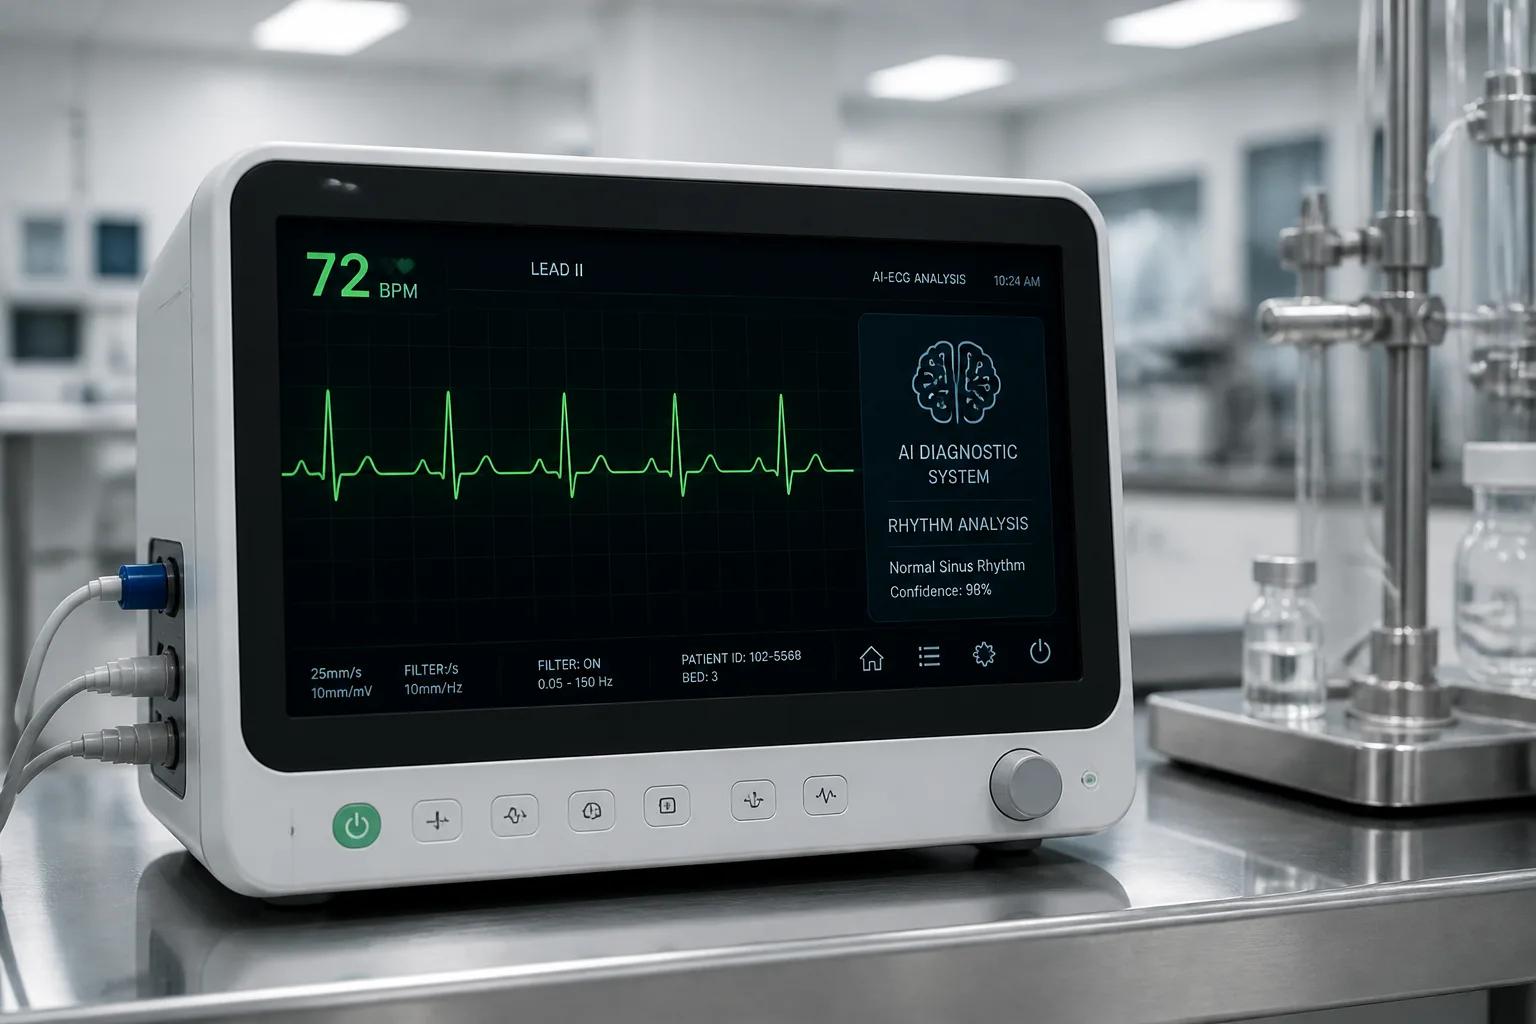 72 BPM
LEAD II
AI-ECG ANALYSIS
10:24 AM
AI DIAGNOSTIC
SYSTEM
RHYTHM ANALYSIS
Normal Sinus Rhythm
Confidence: 98%
25mm/s
10mm/mV
FILTER:/s
10mm/Hz
FILTER: ON
0.05 - 150 Hz
PATIENT ID: 102-5568
BED: 3